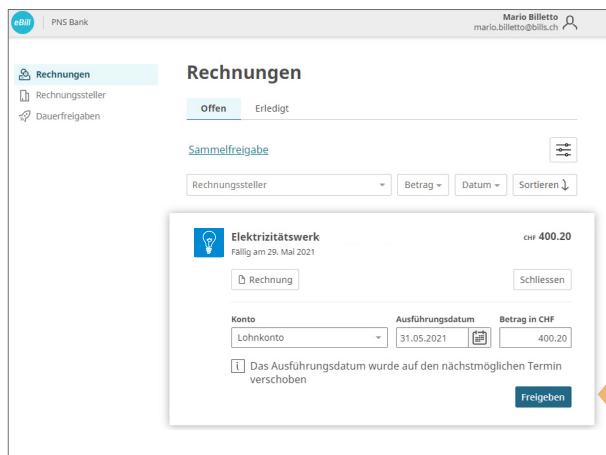 eBill PNS Bank
Mario Billetto
mario.billetto@bills.ch
Rechnungen
Rechnungssteller
Dauerfreigaben
Rechnungen
Offen Erledigt
Sammelfreigabe
Rechnungssteller Betrag Datum Sortieren
Elektrizitätswerk CHF 400.20
Fällig am 29. Mai 2021
Rechnung Schliessen
Konto Ausführungsdatum Betrag in CHF
Lohnkonto 31.05.2021 400.20
i Das Ausführungsdatum wurde auf den nächstmöglichen Termin
verschoben
Freigeben